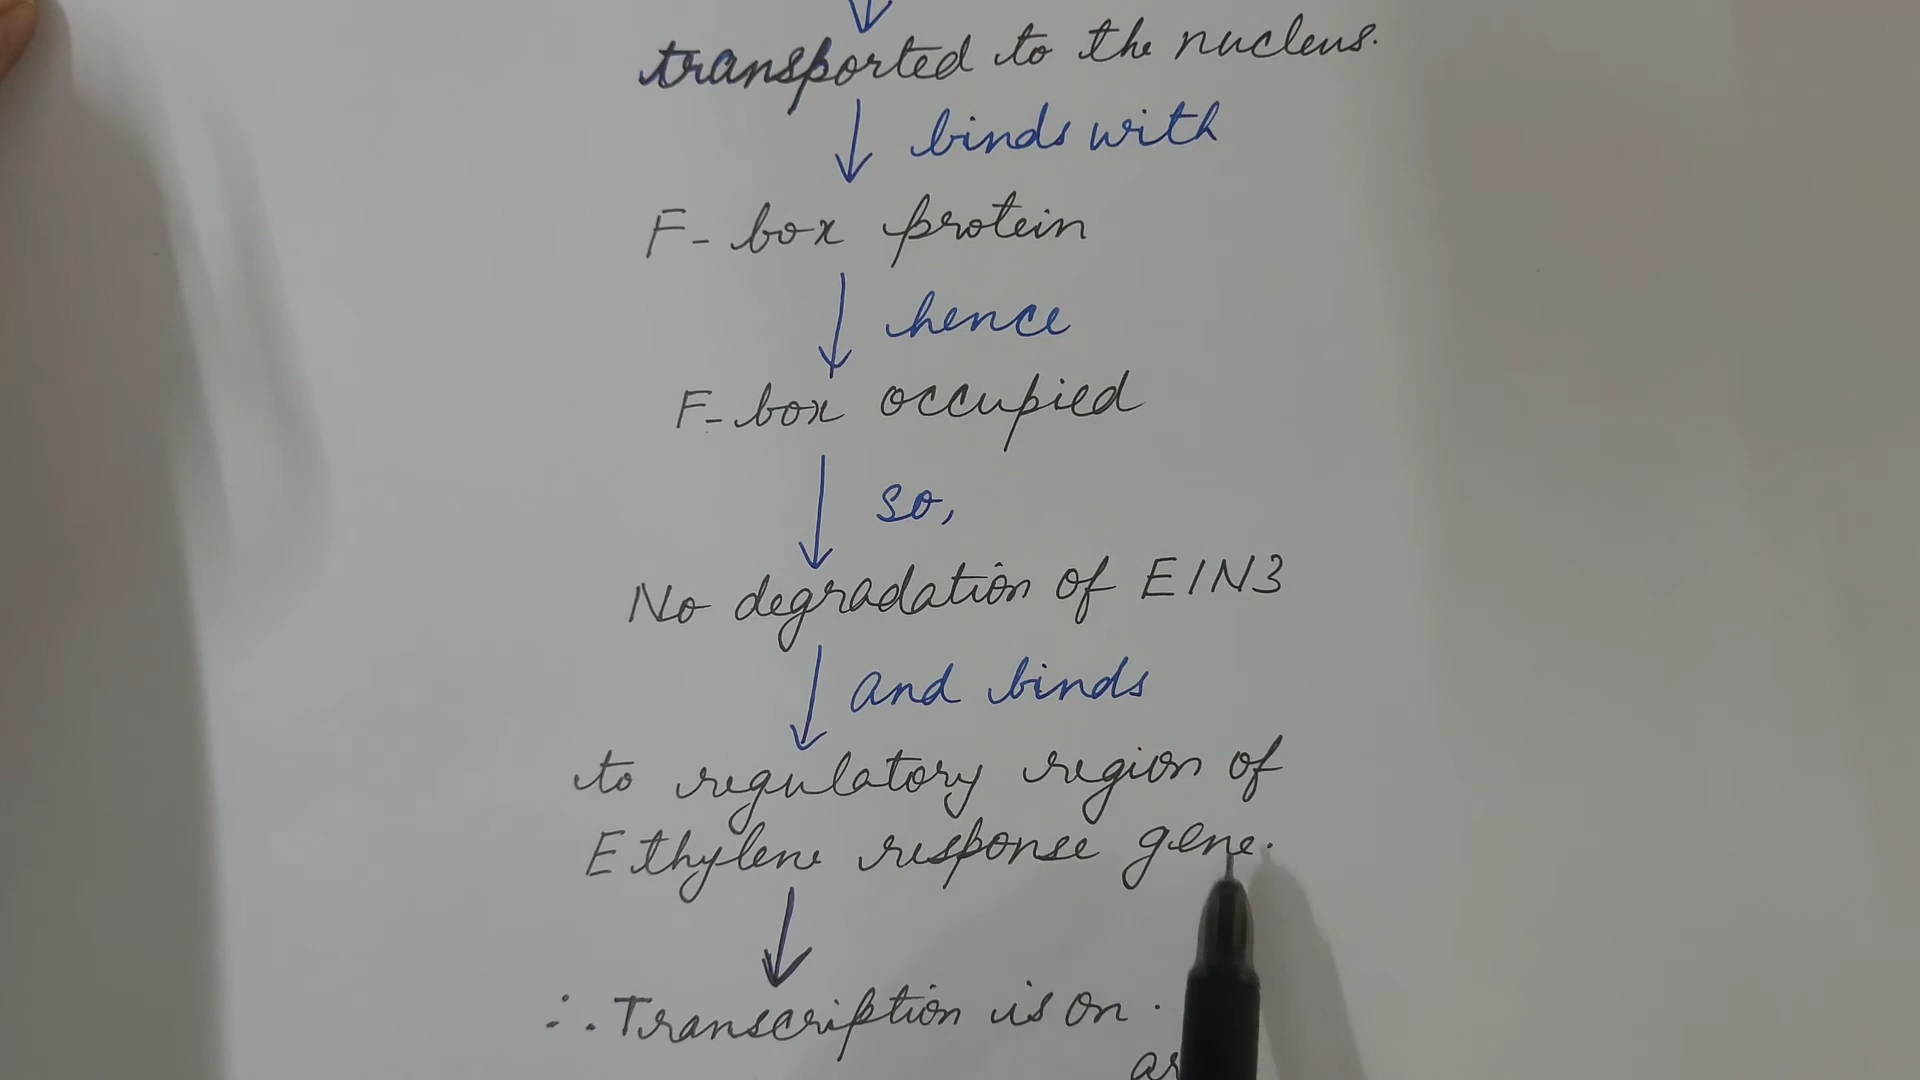 transported to the nucleus.
binds with
F- box protein
hence
F-box occupied
so,
No degradation of EIN3
and binds
to regulatory region of
Ethylene response gene.
∴ Transcription is on.